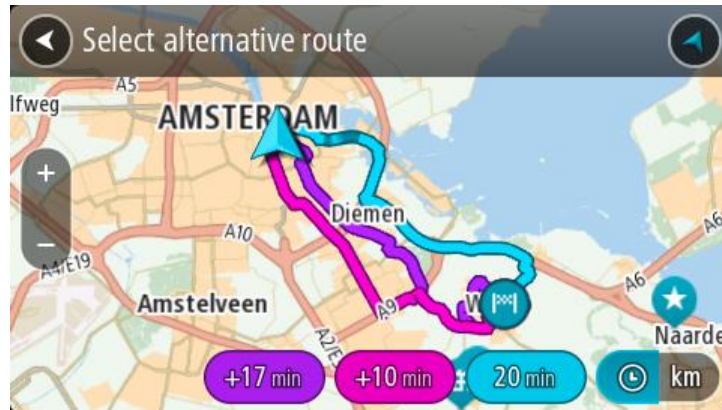 Select alternative route
A5
lfweg
AMSTERDAM
+
Diemen
A10
−
A6
A4/E19
A6
Amstelveen
A9
W
Naarde
A2/E
+17 min
+10 min
20 min
km